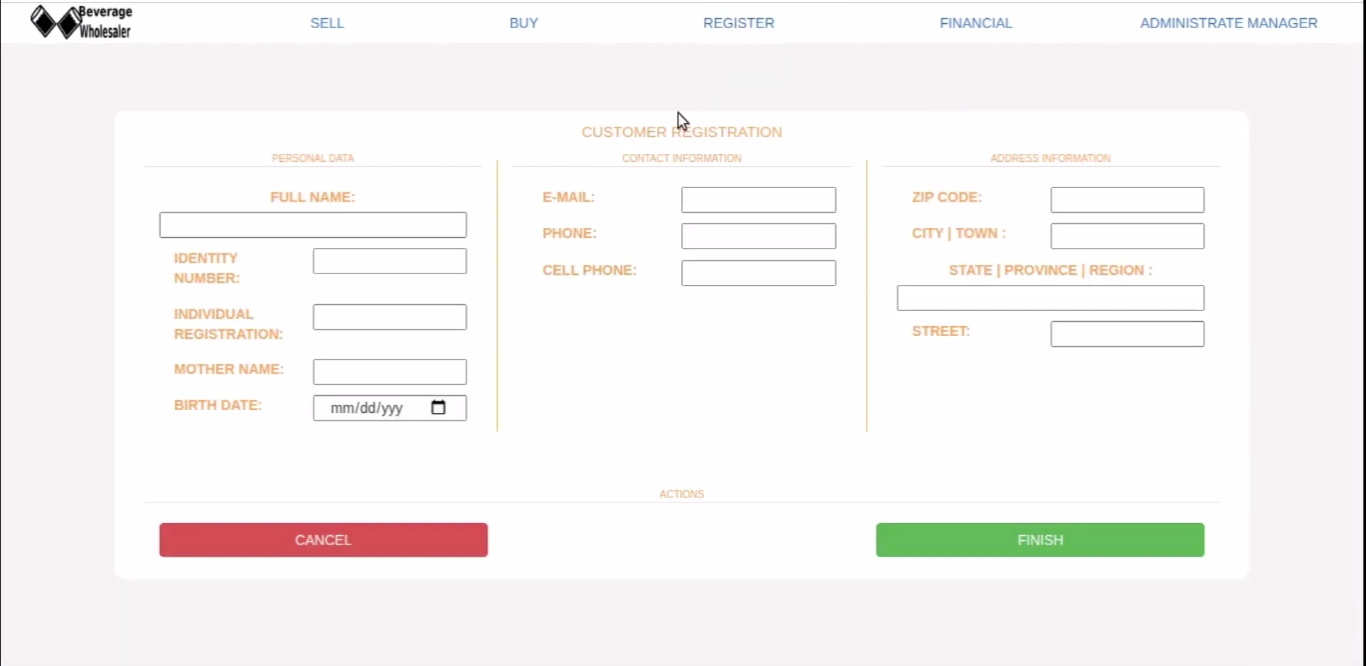 Beverage
Wholesaler
SELL BUY REGISTER FINANCIAL ADMINISTRATE MANAGER
CUSTOMER REGISTRATION
PERSONAL DATA
FULL NAME:
IDENTITY
NUMBER:
INDIVIDUAL
REGISTRATION:
MOTHER NAME:
BIRTH DATE:
mm/dd/yyy
CONTACT INFORMATION
E-MAIL:
PHONE:
CELL PHONE:
ADDRESS INFORMATION
ZIP CODE:
CITY | TOWN :
STATE | PROVINCE | REGION :
STREET:
ACTIONS
CANCEL
FINISH